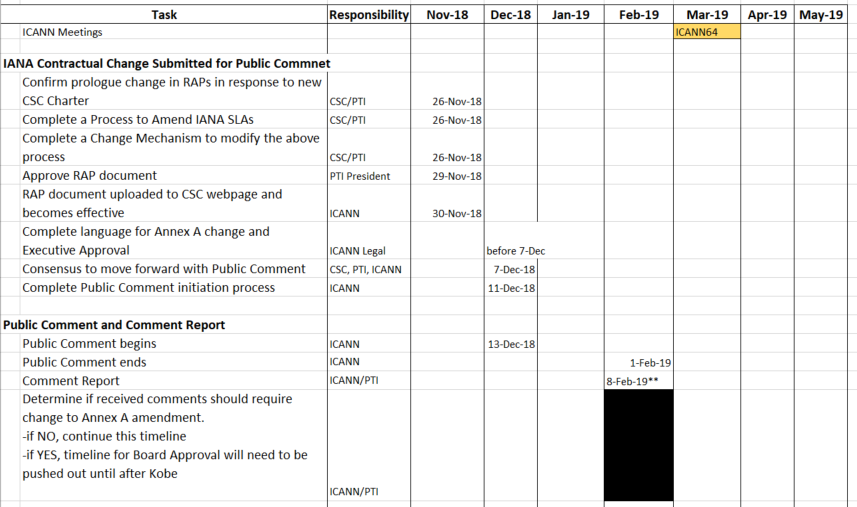 Task Responsibility Nov-18 Dec-18 Jan-19 Feb-19 Mar-19 Apr-19 May-19
ICANN Meetings ICANN64
IANA Contractual Change Submitted for Public Commnet
Confirm prologue change in RAPs in response to new
CSC Charter CSC/PTI 26-Nov-18
Complete a Process to Amend IANA SLAs CSC/PTI 26-Nov-18
Complete a Change Mechanism to modify the above
process CSC/PTI 26-Nov-18
Approve RAP document PTI President 29-Nov-18
RAP document uploaded to CSC webpage and
becomes effective ICANN 30-Nov-18
Complete language for Annex A change and
Executive Approval ICANN Legal before 7-Dec
Consensus to move forward with Public Comment CSC, PTI, ICANN 7-Dec-18
Complete Public Comment initiation process ICANN 11-Dec-18
Public Comment and Comment Report
Public Comment begins ICANN 13-Dec-18
Public Comment ends ICANN 1-Feb-19
Comment Report ICANN/PTI 8-Feb-19**
Determine if received comments should require
change to Annex A amendment.
-if NO, continue this timeline
-if YES, timeline for Board Approval will need to be
pushed out until after Kobe
ICANN/PTI